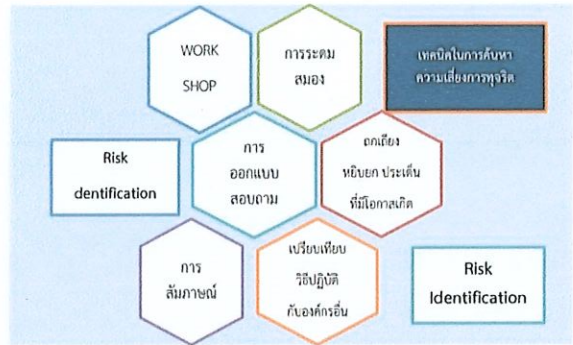 WORK
SHOP
การระดม
สมอง
เทคนิคในการค้นหา
ความเสี่ยงการทุจริต
Risk
dentification
การ
ออกแบบ
สอบถาม
ถกเถียง
หยิบยก ประเด็น
ที่มีโอกาสเกิด
การ
สัมภาษณ์
เปรียบเทียบ
วิธีปฏิบัติ
กับองค์กรอื่น
Risk
Identification